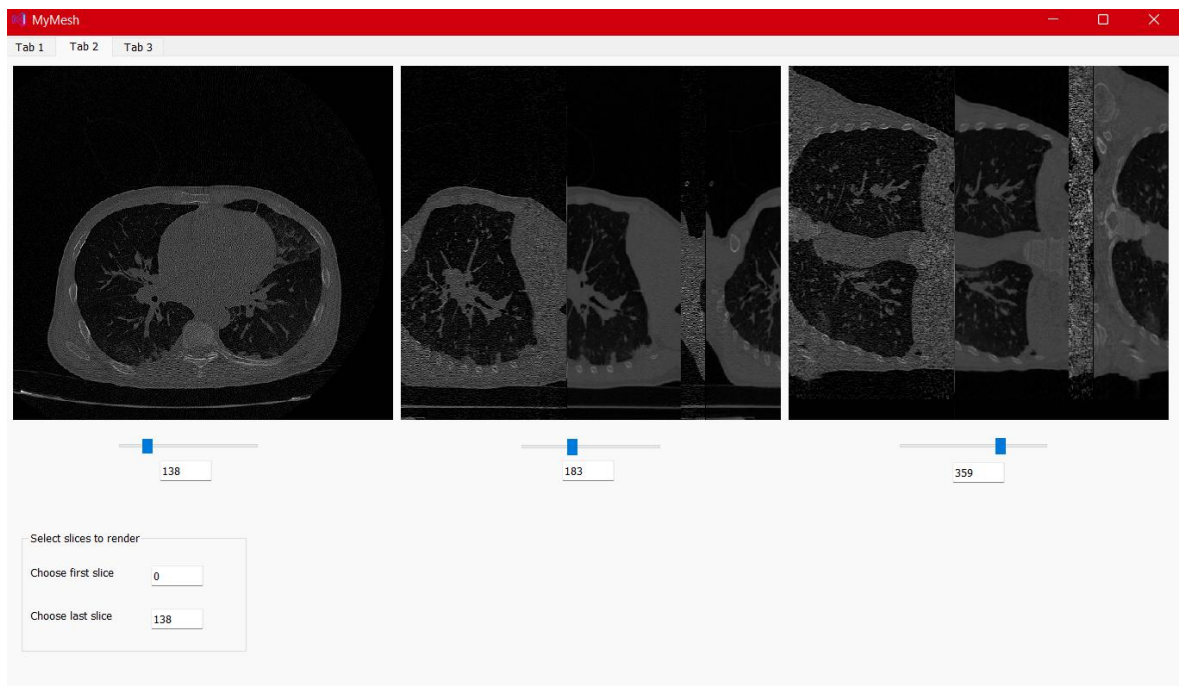 MyMesh
Tab 1 Tab 2 Tab 3
138 183 359
Select slices to render
Choose first slice 0
Choose last slice 138